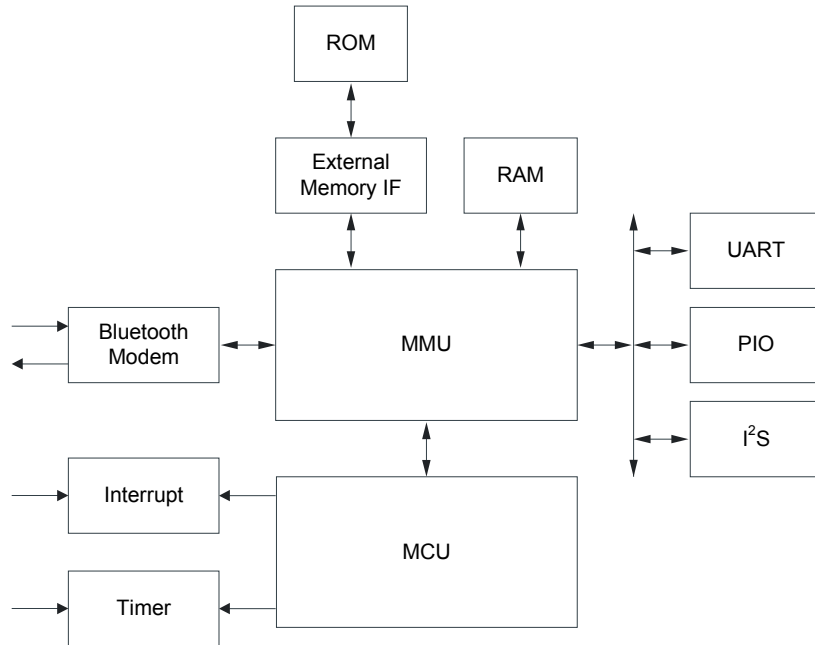 ROM
External
Memory IF
RAM
UART
Bluetooth
Modem
MMU
PIO
I²S
Interrupt
MCU
Timer